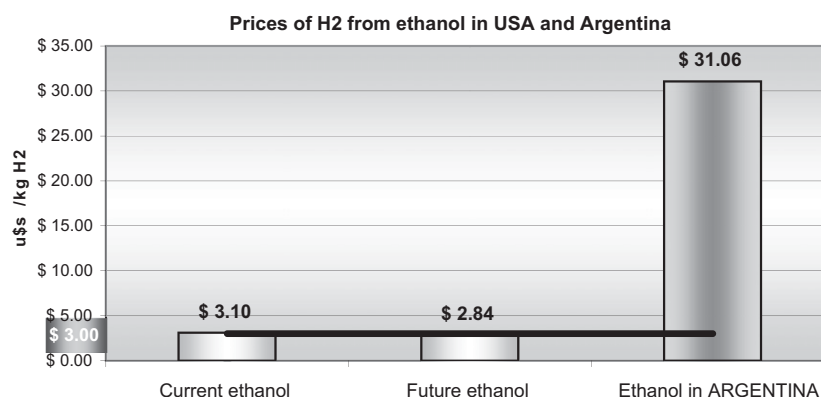 Prices of H2 from ethanol in USA and Argentina
u$s /kg H2
$ 35.00
$ 30.00
$ 25.00
$ 20.00
$ 15.00
$ 10.00
$ 5.00
$ 3.00
$ 0.00
$ 3.10
$ 2.84
$ 31.06
Current ethanol
Future ethanol
Ethanol in ARGENTINA